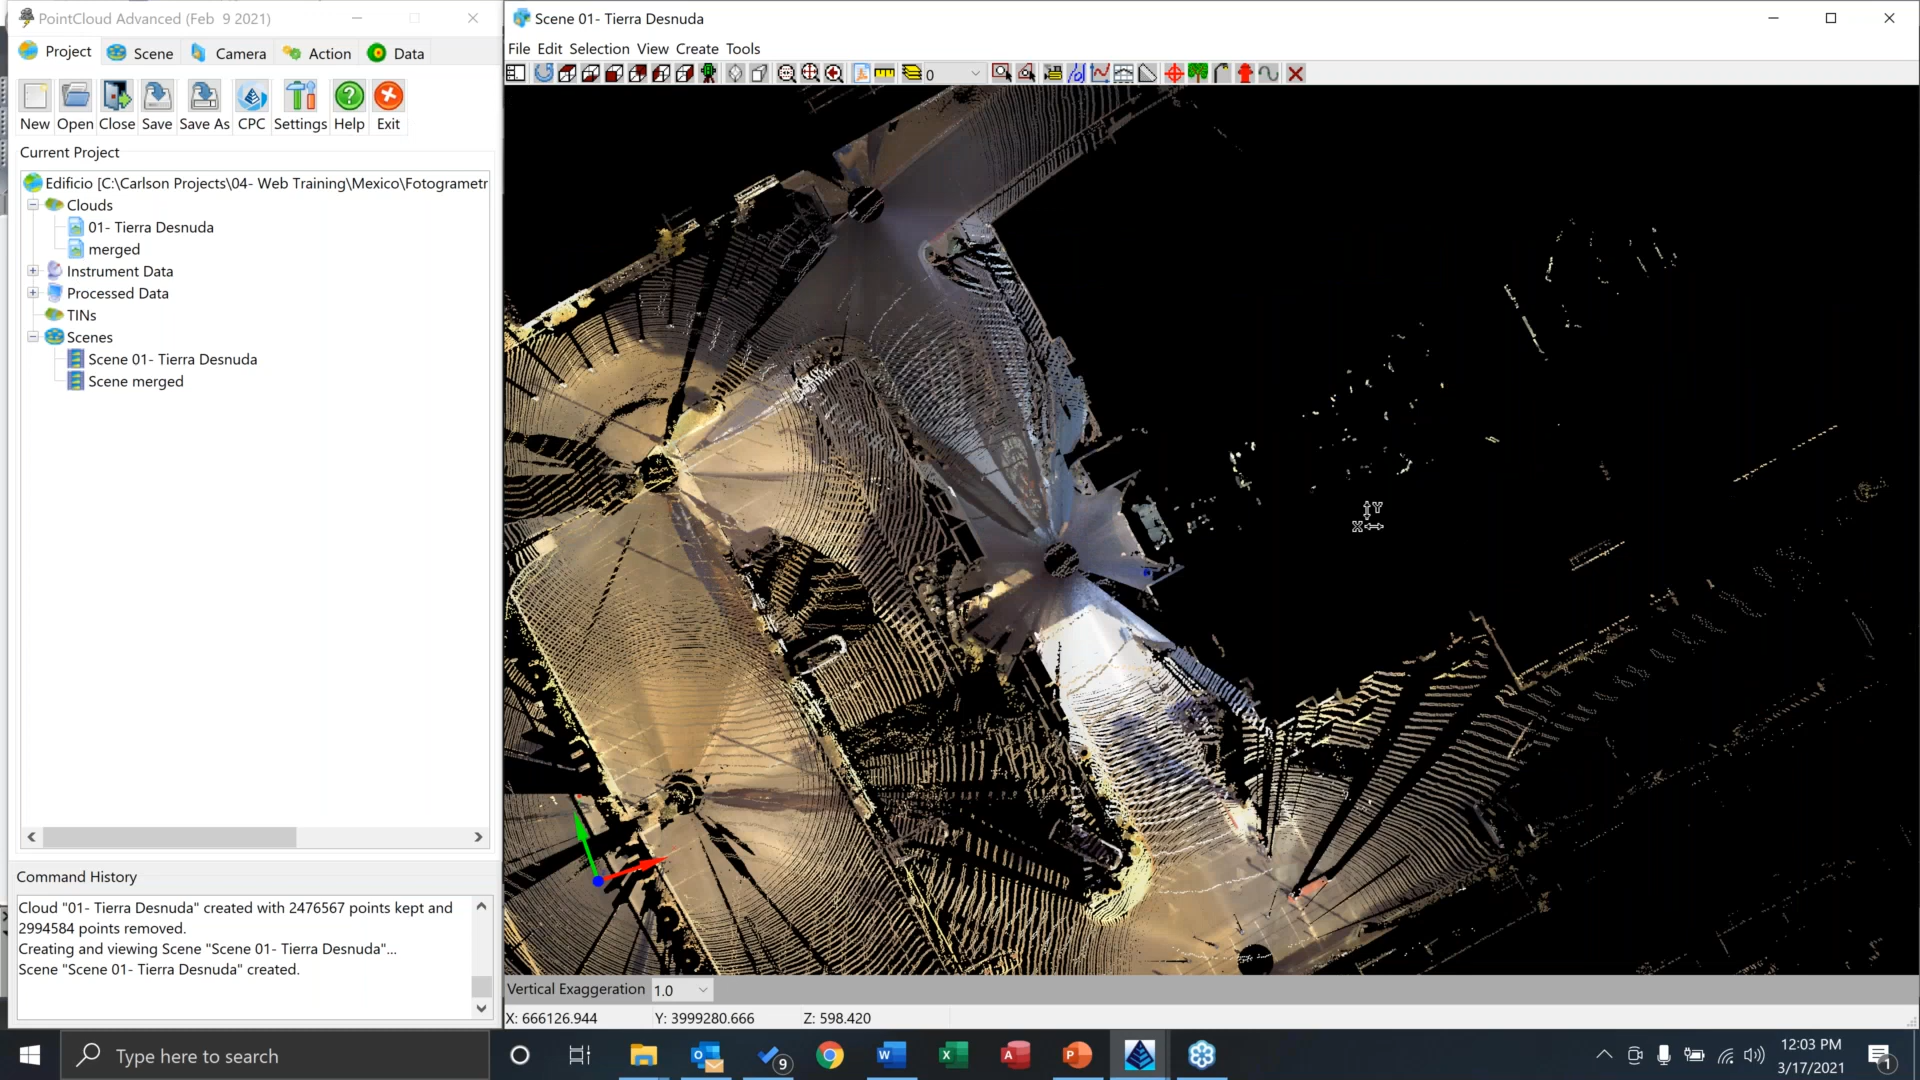 PointCloud Advanced (Feb 9 2021)
Project
Scene
Camera
Action
Data
New
Open
Close
Save
Save As
CPC
Settings
Help
Exit
Current Project
Edificio [C:\Carlson Projects\04- Web Training\Mexico\Fotogrametr
Clouds
01- Tierra Desnuda
merged
Instrument Data
Processed Data
TINs
Scenes
Scene 01- Tierra Desnuda
Scene merged
Command History
Cloud "01- Tierra Desnuda" created with 2476567 points kept and
2994584 points removed.
Creating and viewing Scene "Scene 01- Tierra Desnuda"...
Scene "Scene 01- Tierra Desnuda" created.
Scene 01- Tierra Desnuda
File Edit Selection View Create Tools
0
Y
X
Vertical Exaggeration 1.0
X: 666126.944 Y: 3999280.666 Z: 598.420
Type here to search
9
12:03 PM
3/17/2021
1